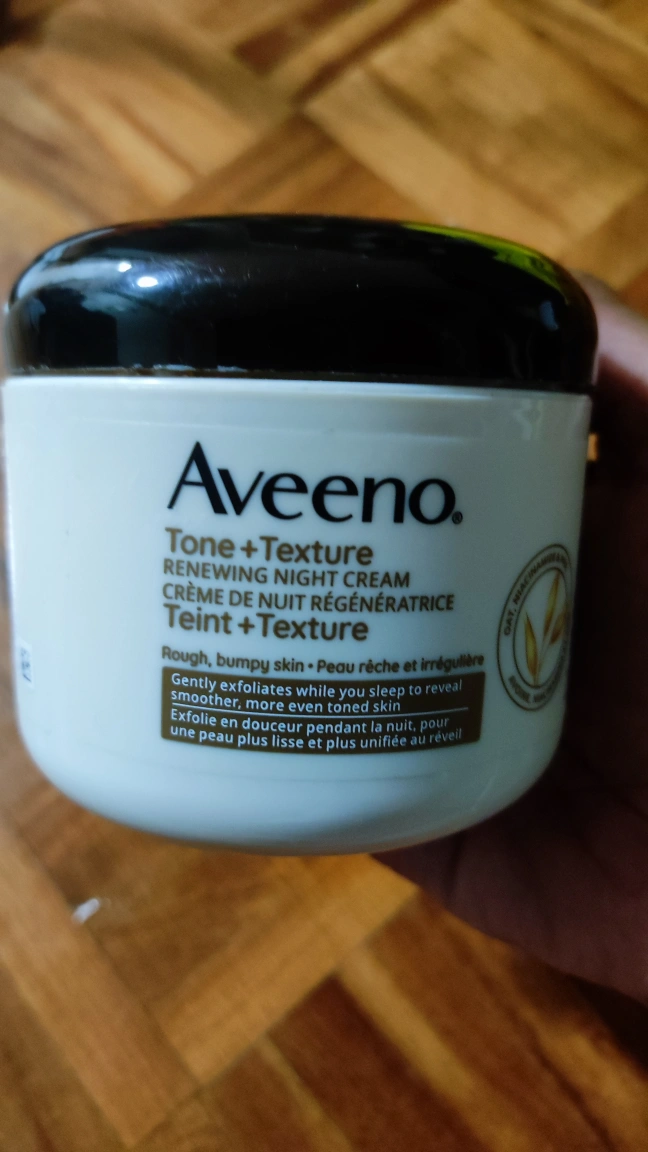 Aveeno®
Tone + Texture
RENEWING NIGHT CREAM
CRÈME DE NUIT RÉGÉNÉRATRICE
Teint + Texture
Rough, bumpy skin • Peau rêche et irrégulière
Gently exfoliates while you sleep to reveal
smoother, more even toned skin
Exfolie en douceur pendant la nuit, pour
une peau plus lisse et plus unifiée au réveil
OAT, NIACINAMIDE